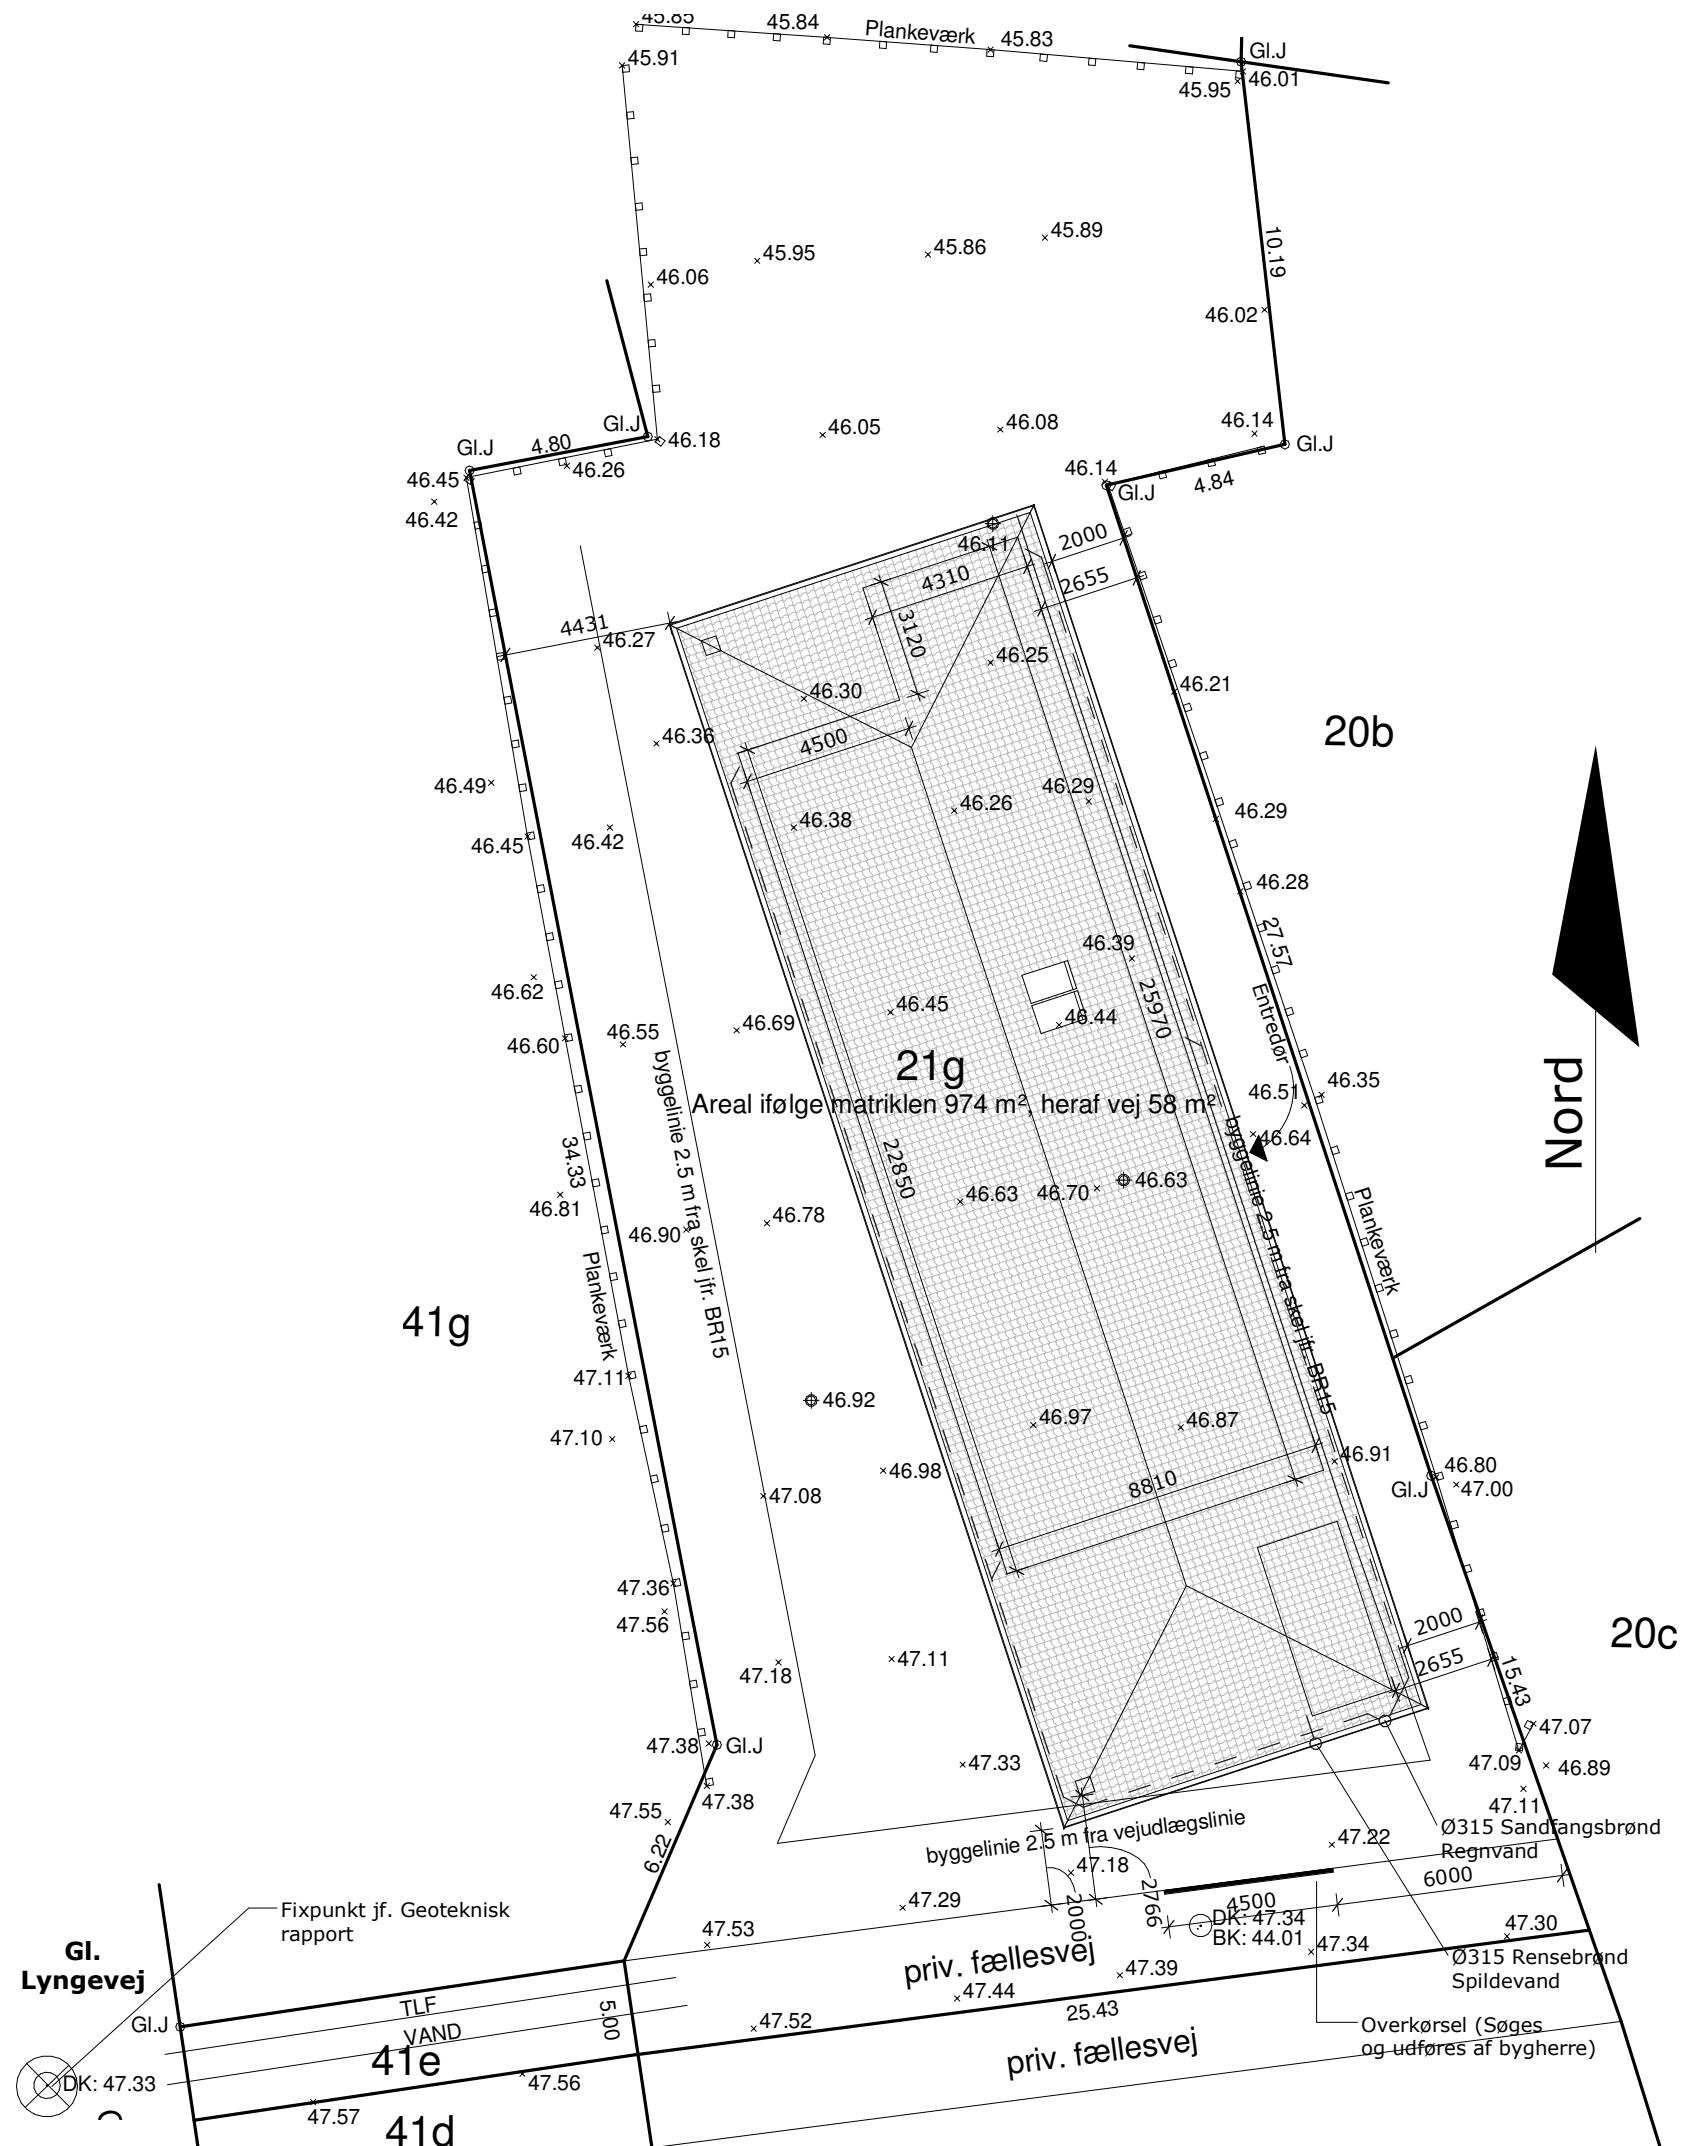 45.85
45.84
Plankeværk
45.83
Gl.J
45.91
45.95
46.01
10.19
45.95
45.86
45.89
46.06
46.02
Gl.J
46.18
46.05
46.08
46.14
Gl.J
Gl.J
4.80
46.26
46.45
46.42
46.14
Gl.J
4.84
46.11
2000
4310
2655
3120
4431
46.27
46.25
46.30
46.21
46.36
4500
20b
46.49
46.29
46.26
46.29
46.38
46.45
46.42
46.28
27.57
46.39
46.62
46.45
25970
46.44
46.69
46.55
46.60
Entredør
21g
Areal ifølge matriklen 974 m², heraf vej 58 m²
46.51
46.35
46.64
Nord
byggelinie 2.5 m fra skel jfr. BR15
byggelinie 2.5 m fra skel jfr. BR15
34.33
22850
46.81
46.63
46.70
46.63
46.78
46.90
Plankeværk
Plankeværk
41g
47.11
46.92
47.10
46.97
46.87
46.98
46.91
46.80
47.00
Gl.J
8810
47.08
47.36
47.56
2000
20c
2655
15.43
47.11
47.18
47.38
Gl.J
47.07
47.09
46.89
47.33
47.38
47.11
47.55
6.22
Ø315 Sandfangsbrønd
Regnvand
byggelinie 2.5 m fra vejudlægslinie
47.22
47.18
6000
4500
2766
2000
47.29
DK: 47.34
BK: 44.01
47.30
47.34
47.53
Fixpunkt jf. Geoteknisk
rapport
Gl.
Lyngevej
priv. fællesvej
47.39
47.44
Ø315 Rensebrønd
Spildevand
TLF
VAND
5.00
25.43
47.52
Gl.J
Overkørsel (Søges
og udføres af bygherre)
priv. fællesvej
41e
DK: 47.33
47.56
47.57
41d